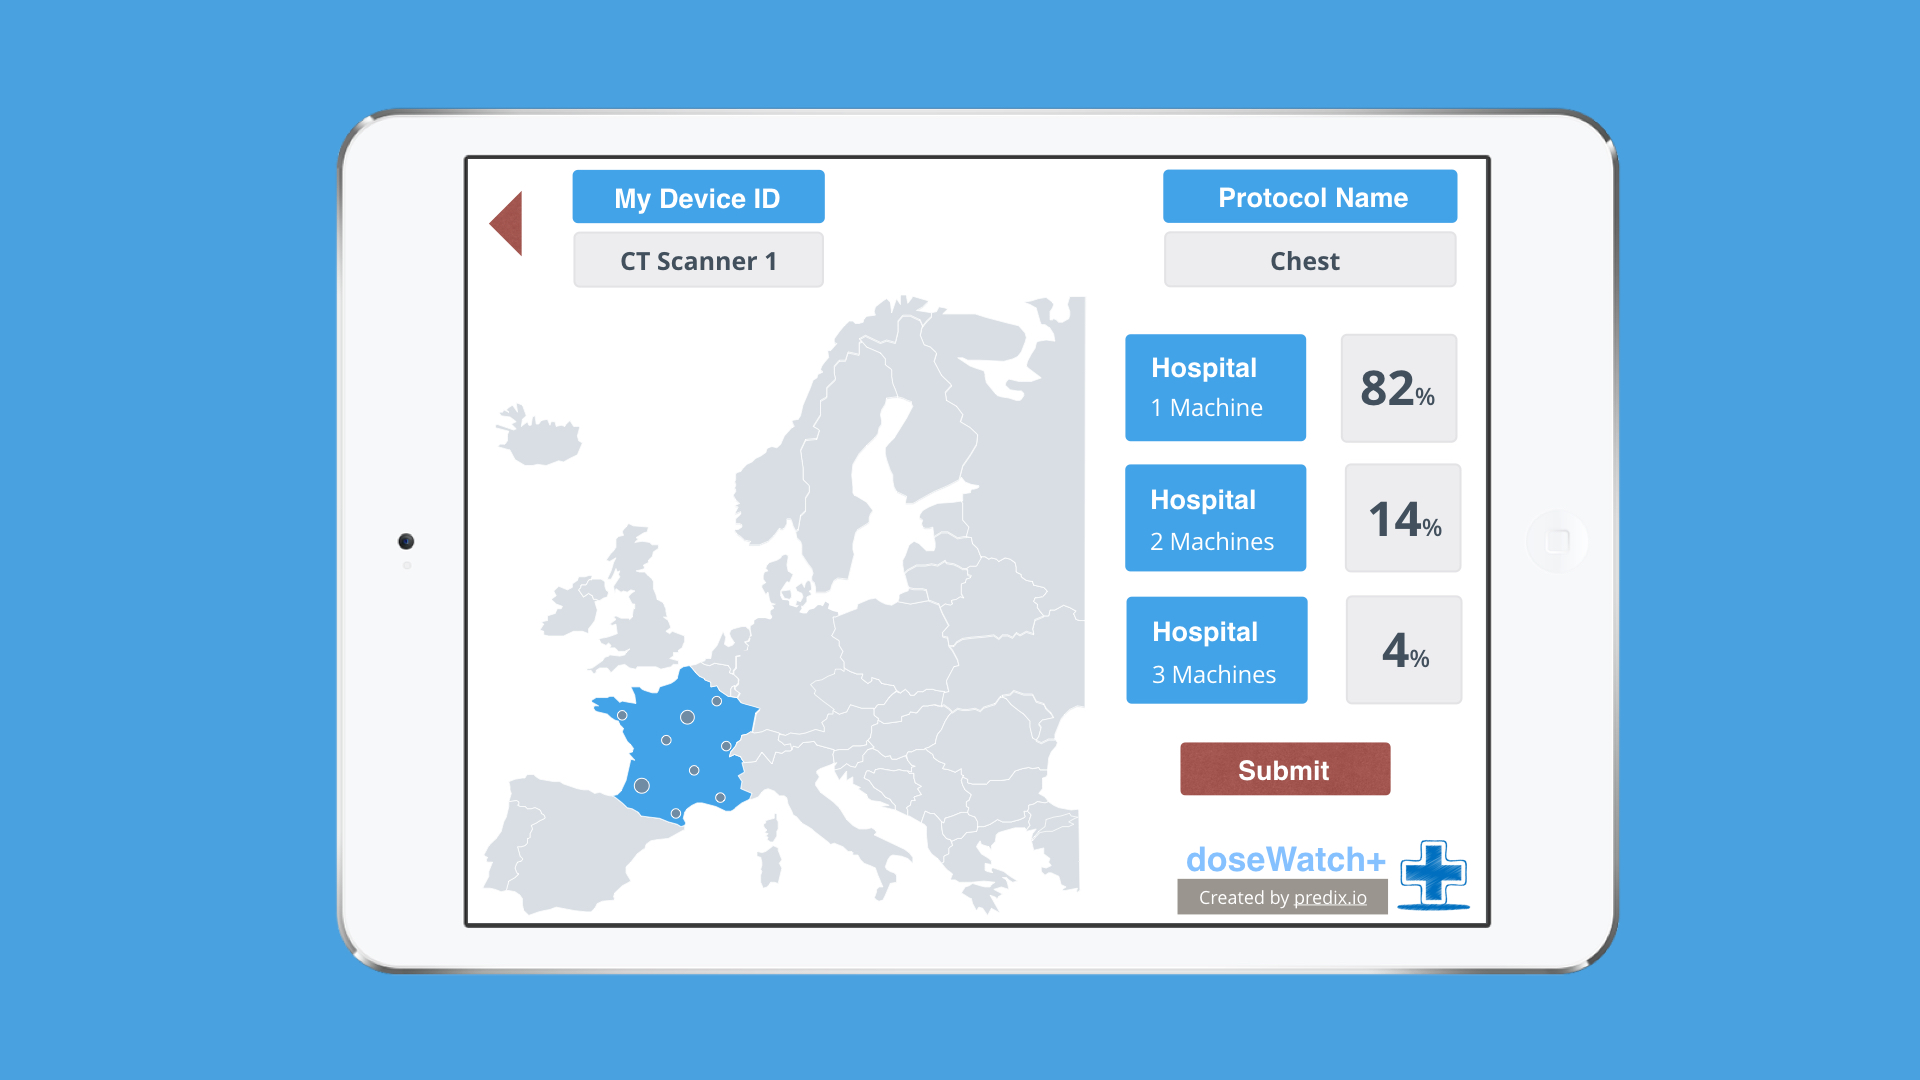 My Device ID
Protocol Name
CT Scanner 1
Chest
Hospital
1 Machine
82%
Hospital
2 Machines
14%
Hospital
3 Machines
4%
Submit
doseWatch+
Created by predix.io